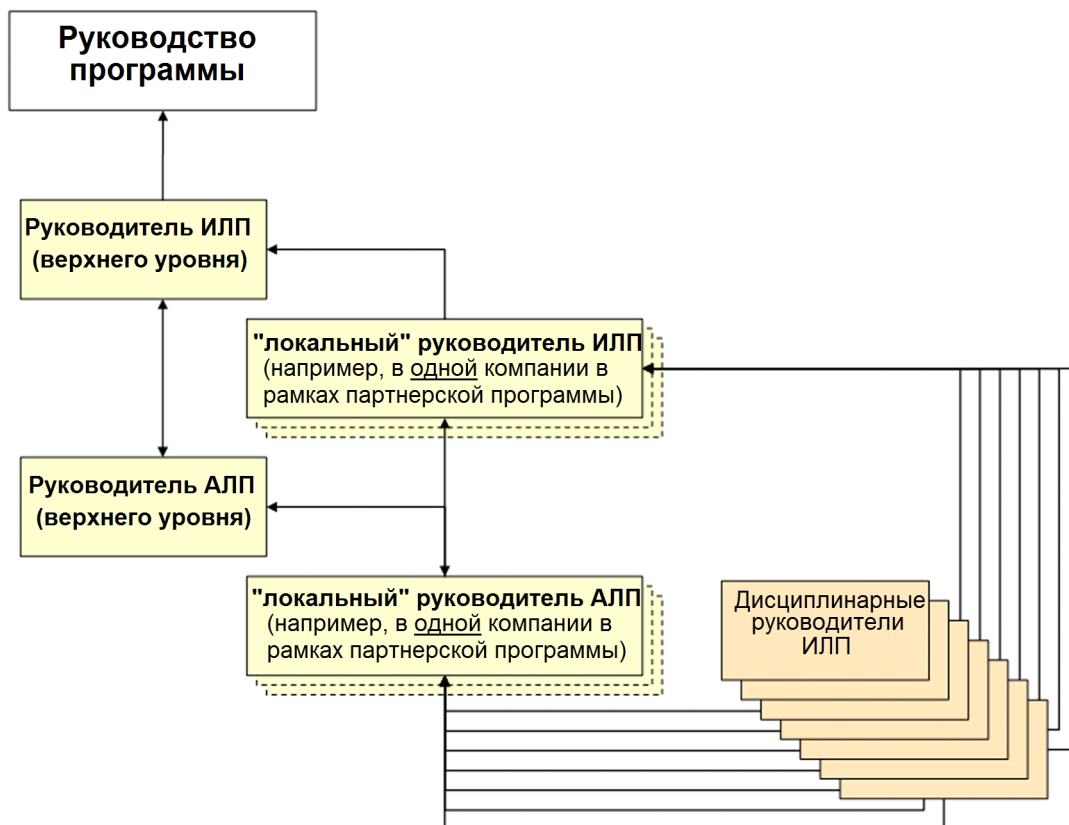 Руководство
программы
Руководитель ИЛП
(верхнего уровня)
"локальный" руководитель ИЛП
(например, в одной компании в
рамках партнерской программы)
Руководитель АЛП
(верхнего уровня)
"локальный" руководитель АЛП
(например, в одной компании в
рамках партнерской программы)
Дисциплинарные
руководители
ИЛП